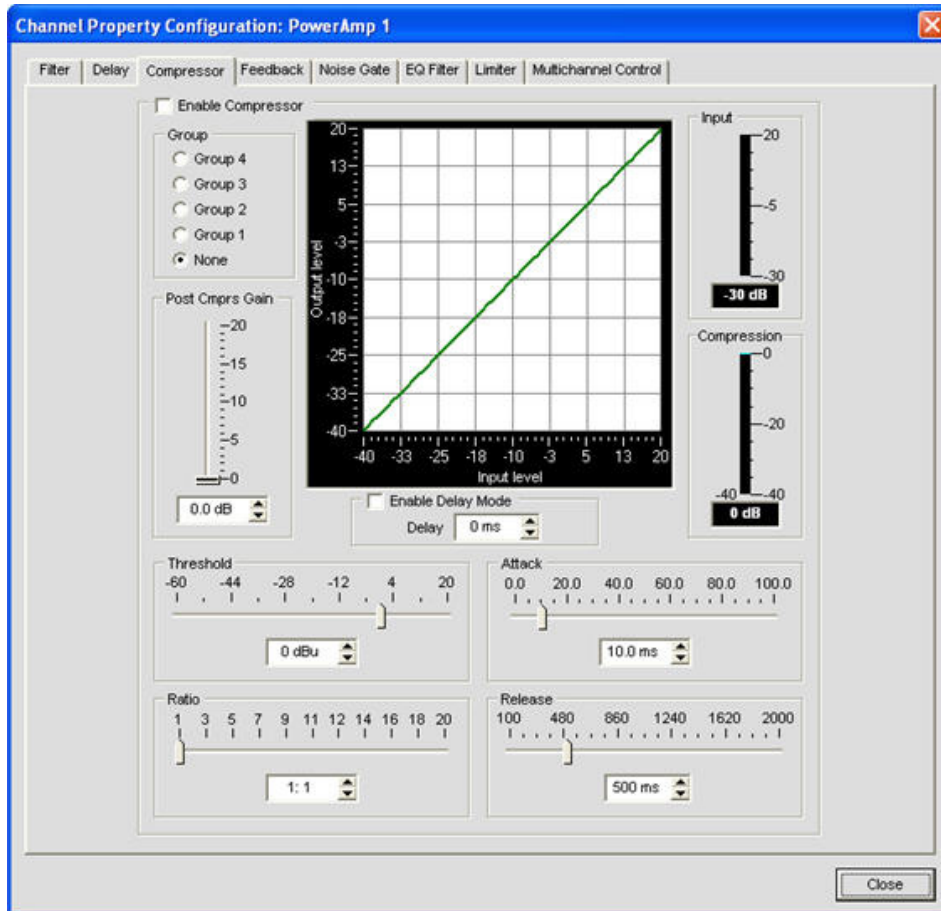 Channel Property Configuration: PowerAmp 1
Filter Delay Compressor Feedback Noise Gate EQ Filter Limiter Multichannel Control
Enable Compressor
Group
Group 4
Group 3
Group 2
Group 1
None
Post Cmprs Gain
20
15
10
5
0
0.0 dB
Output level
20
13
5
-3
-10
-18
-25
-33
-40
-40 -33 -25 -18 -10 -3 5 13 20
Input level
Enable Delay Mode
Delay 0 ms
Input
20
-5
-30
-30 dB
Compression
0
-20
-40 -40
0 dB
Threshold
-60 -44 -28 -12 4 20
0 dBu
Attack
0.0 20.0 40.0 60.0 80.0 100.0
10.0 ms
Ratio
1 3 5 7 9 11 12 14 16 18 20
1: 1
Release
100 480 860 1240 1620 2000
500 ms
Close